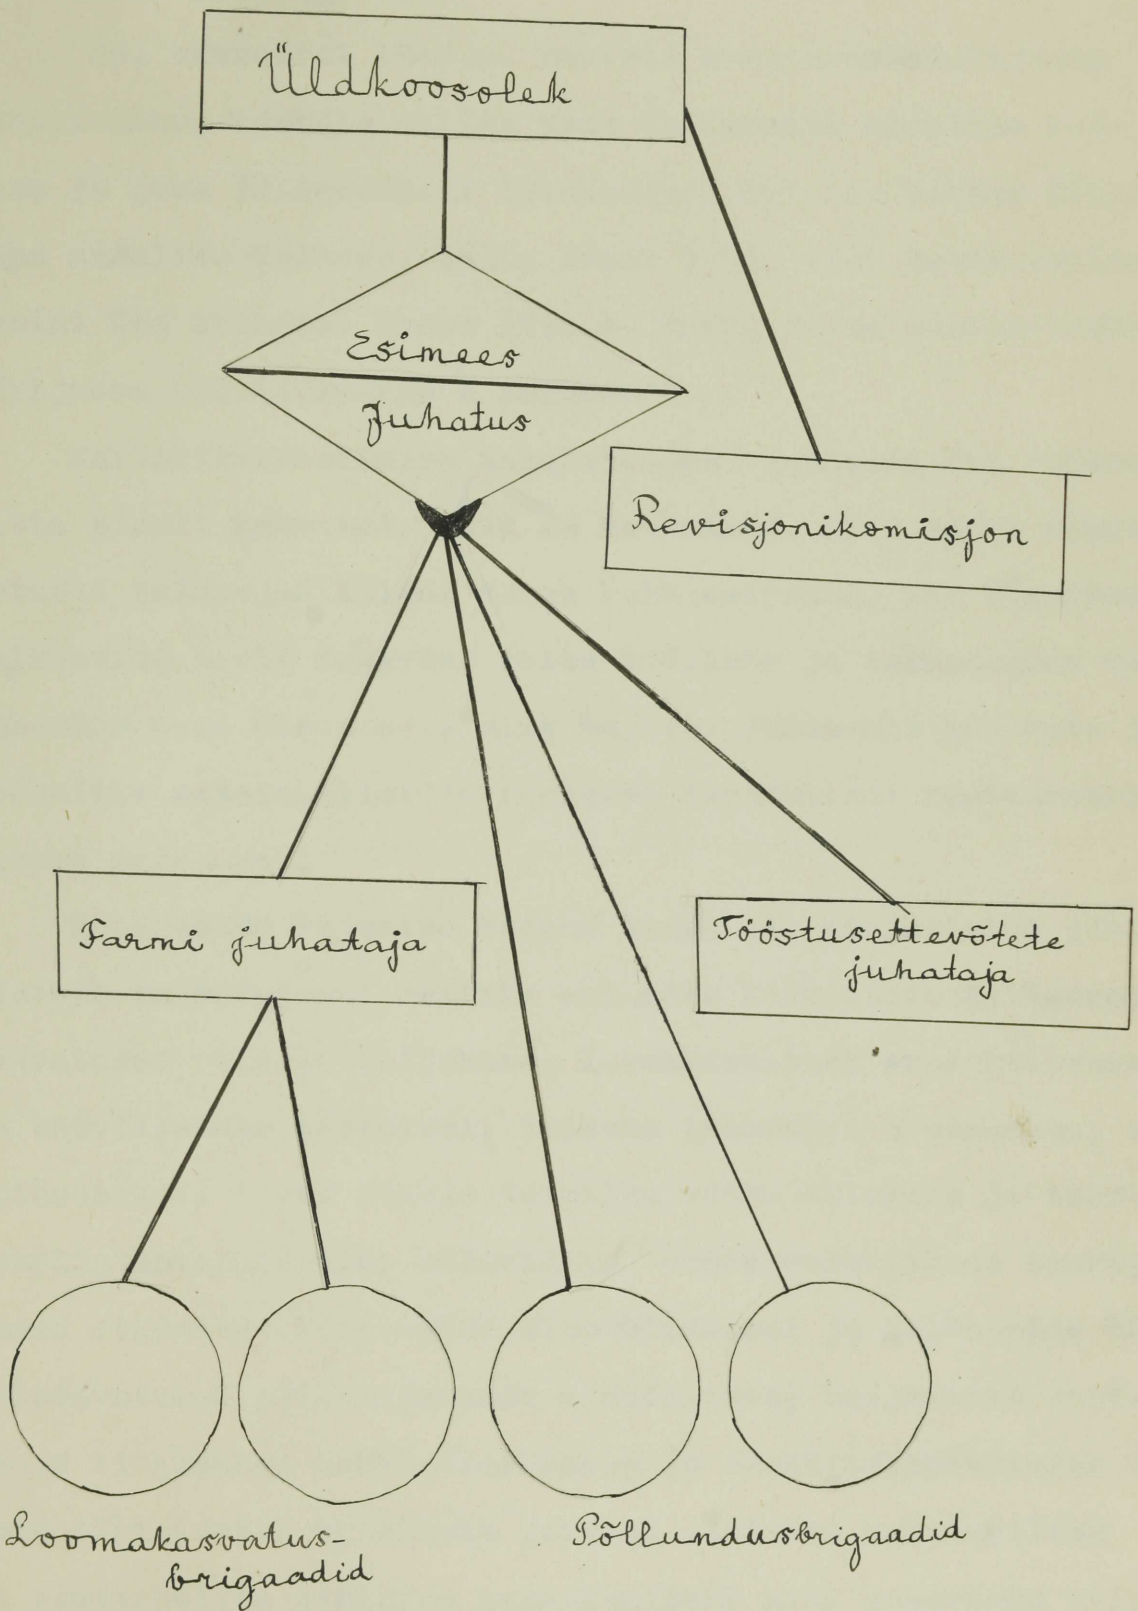 Üldkoosolek
Esimees
Juhatus
Revisjonikomisjon
Farmi juhataja
Tööstusettevõtete
juhataja
Loomakasvatus-
brigaadid
Põllundusbrigaadid